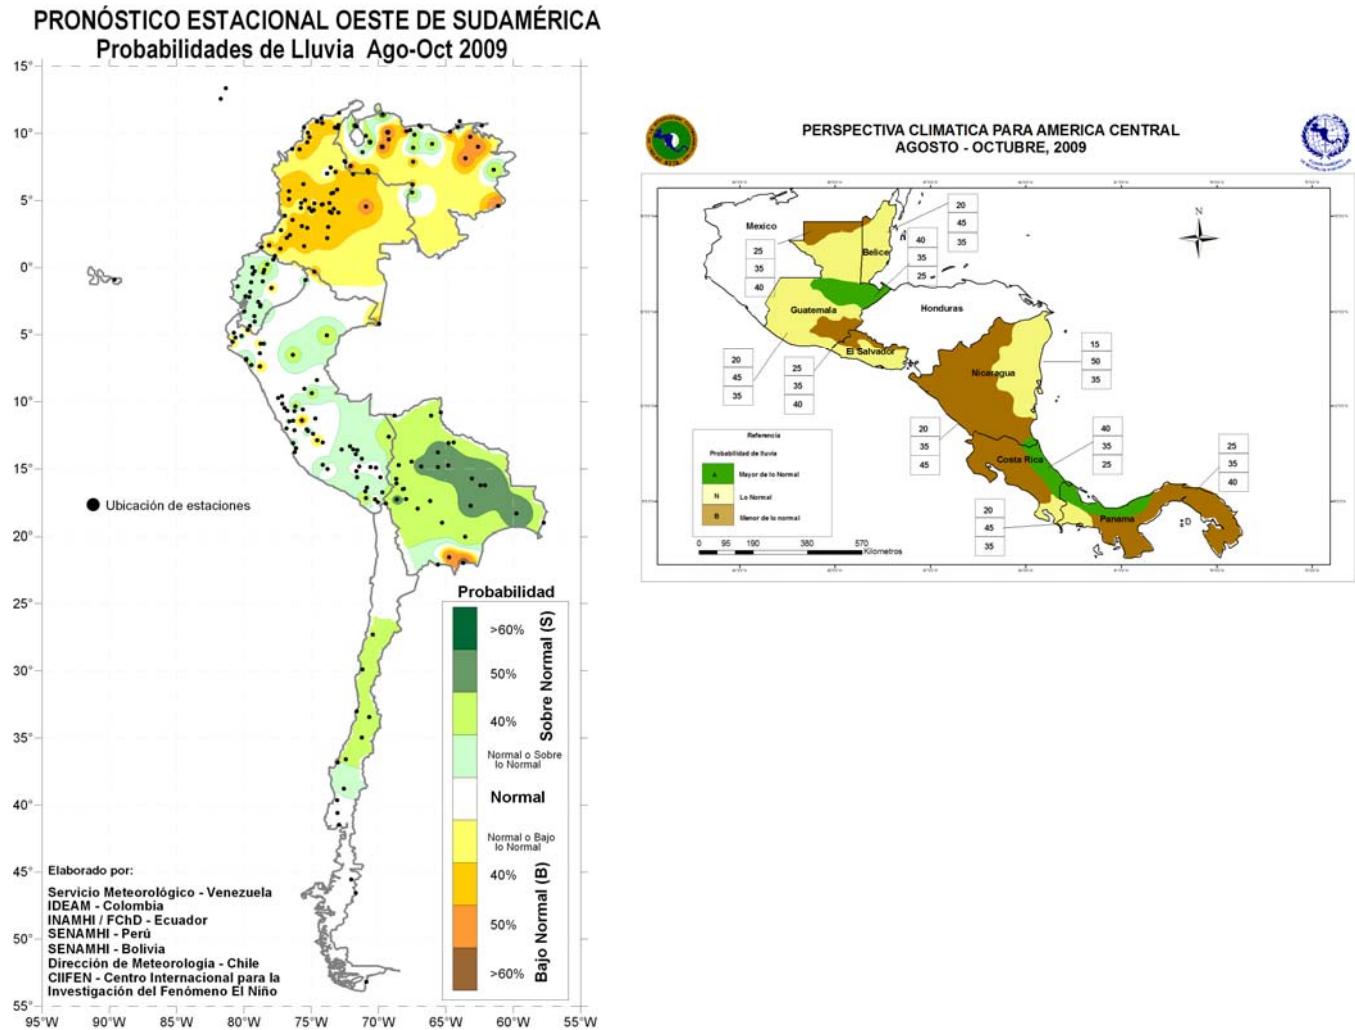 PRONÓSTICO ESTACIONAL OESTE DE SUDAMÉRICA
Probabilidades de Lluvia Ago-Oct 2009
15°
10°
5°
0°
5°
10°
15°
20°
25°
30°
35°
40°
45°
50°
55°
95°W
90°W
85°W
80°W
75°W
70°W
65°W
60°W
55°W
Ubicación de estaciones
Probabilidad
>60%
50%
40%
Sobre Normal (S)
Normal o Sobre
lo Normal
Normal
Normal o Bajo
lo Normal
40%
50%
>60%
Bajo Normal (B)
Elaborado por:
Servicio Meteorológico - Venezuela
IDEAM - Colombia
INAMHI / FChD - Ecuador
SENAMHI - Perú
SENAMHI - Bolivia
Dirección de Meteorología - Chile
CIIFEN - Centro Internacional para la
Investigación del Fenómeno El Niño
PERSPECTIVA CLIMATICA PARA AMERICA CENTRAL
AGOSTO - OCTUBRE, 2009
N
Mexico
Belice
Guatemala
Honduras
El Salvador
Nicaragua
Costa Rica
Panama
20
45
35
40
35
25
25
35
40
15
50
35
20
45
35
25
35
40
20
35
45
40
35
25
25
35
40
20
45
35
Referencia
Probabilidad de lluvia
A Mayor de lo Normal
N Lo Normal
B Menor de lo normal
0 95 190 380 570
Kilometros